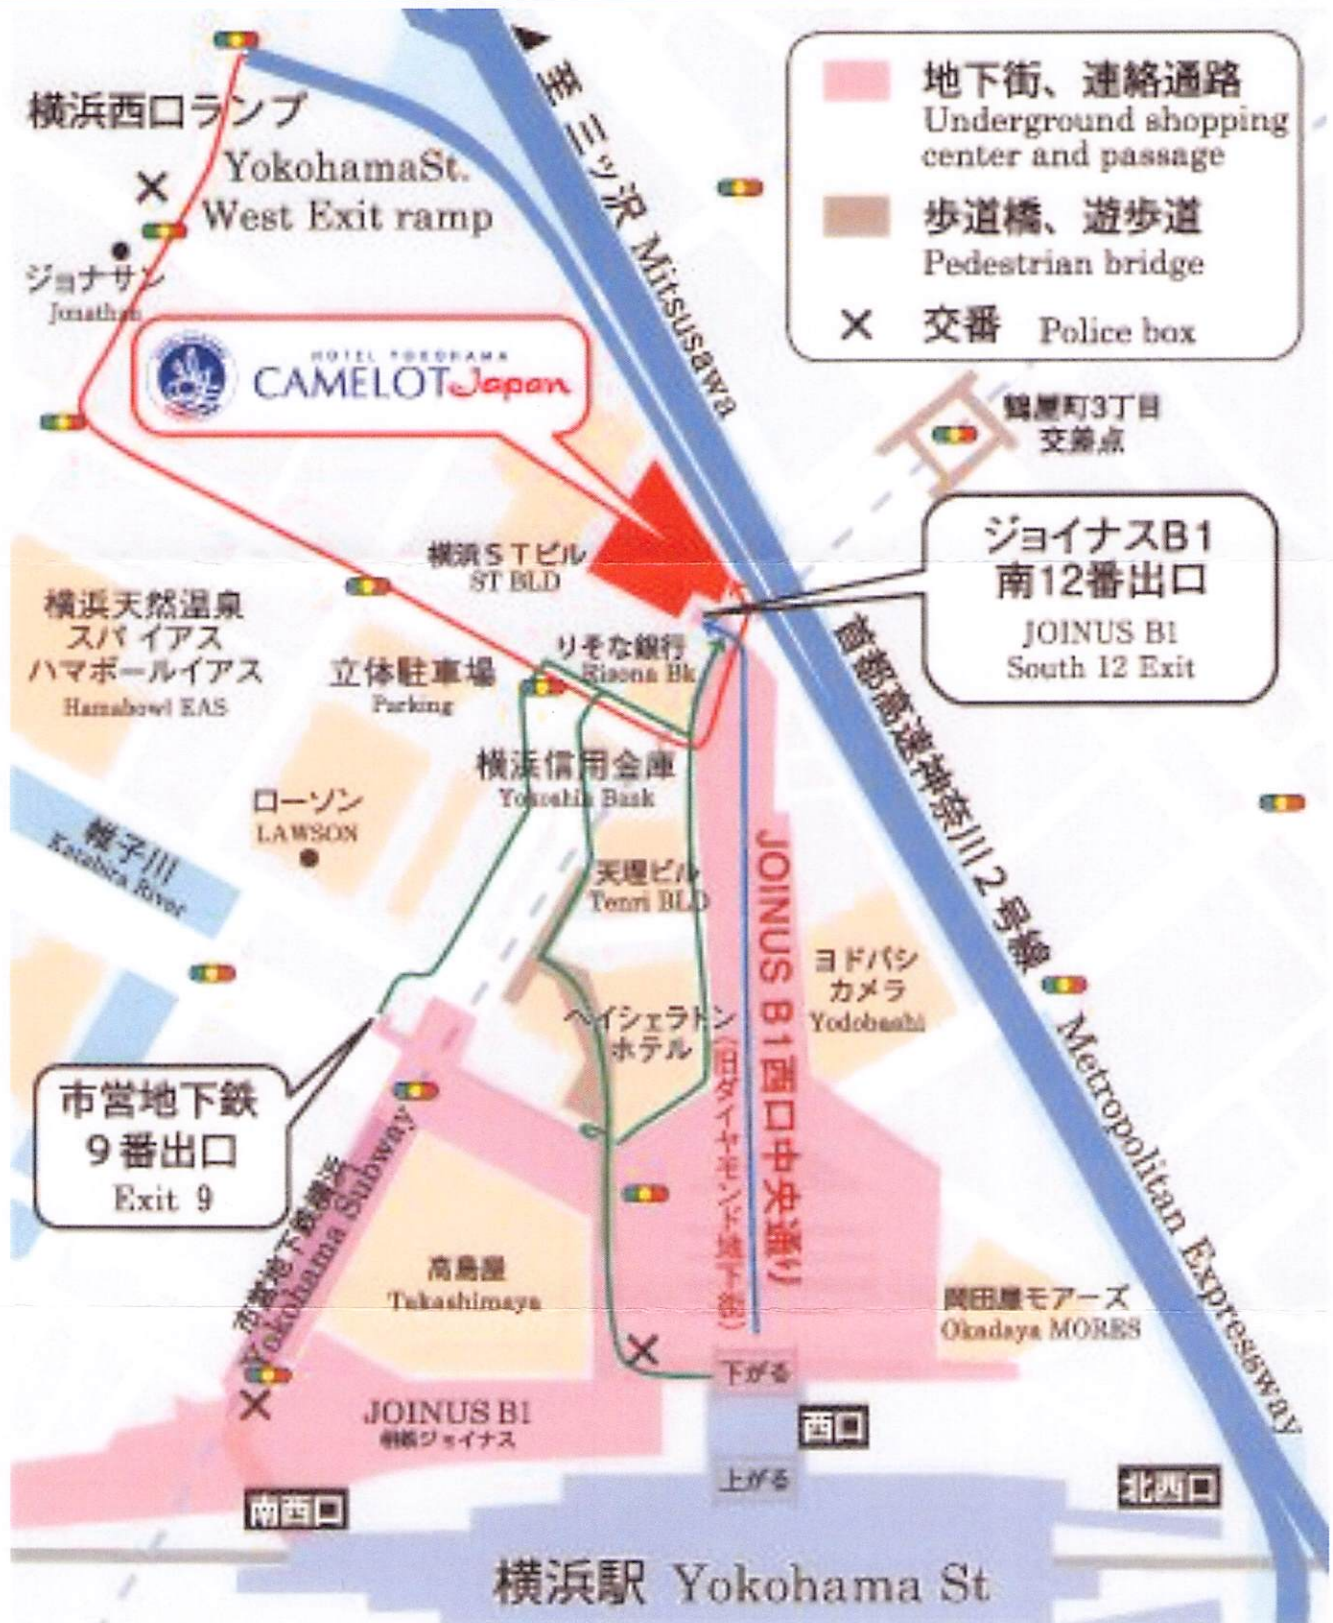 横浜西口ランプ
YokohamaSt.
West Exit ramp
ジョナサン
Jonathan
至 三ッ沢 Mitsusawa
地下街、連絡通路
Underground shopping
center and passage
歩道橋、遊歩道
Pedestrian bridge
交番 Police box
HOTEL YOKOHAMA
CAMELOT Japan
鶴屋町3丁目
交差点
ジョイナスB1
南12番出口
JOINUS B1
South 12 Exit
横浜STビル
ST BLD
横浜天然温泉
スパ イアス
ハマボールイアス
Hamabowl EAS
立体駐車場
Parking
りそな銀行
Risona Bk
横浜信用金庫
Yokoshin Bank
ローソン
LAWSON
帷子川
Katabira River
天理ビル
Tenri BLD
首都高速神奈川2号線 Metropolitan Expressway
JOINUS B1西口中央通り
(旧ダイヤモンド地下街)
ヨドバシ
カメラ
Yodobashi
ベイシェラトン
ホテル
市営地下鉄
9番出口
Exit 9
市営地下鉄横浜
Yokohama Subway
高島屋
Takashimaya
岡田屋モアーズ
Okadaya MORES
JOINUS B1
相鉄ジョイナス
下がる
西口
上がる
北西口
南西口
横浜駅 Yokohama St